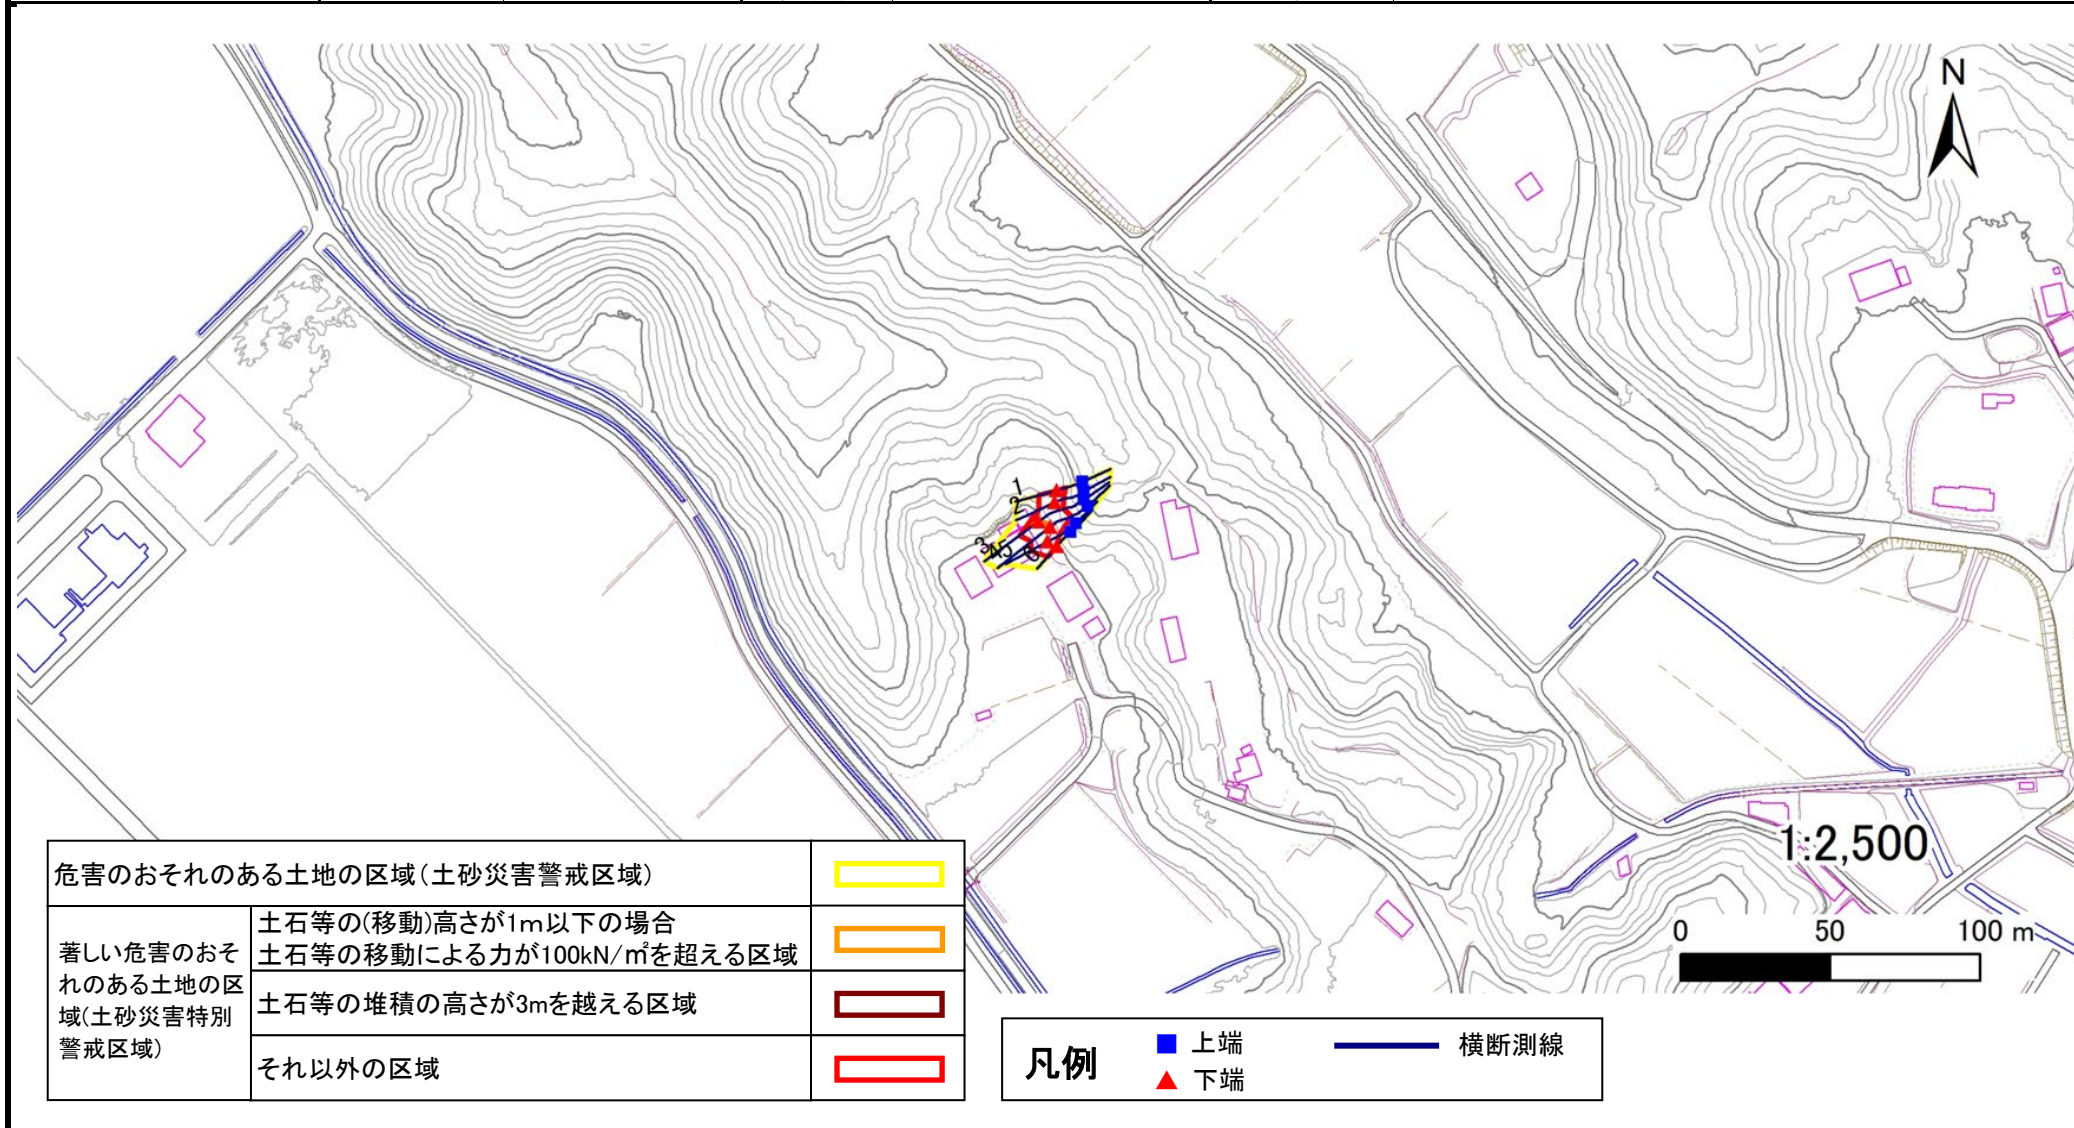 N
1
2
3
4
5
6
1:2,500
0 50 100 m
危害のおそれのある土地の区域(土砂災害警戒区域)
著しい危害のおそ
れのある土地の区
域(土砂災害特別
警戒区域)
土石等の(移動)高さが1m以下の場合
土石等の移動による力が100kN/㎡を超える区域
土石等の堆積の高さが3mを越える区域
それ以外の区域
凡例
上端
下端
横断測線